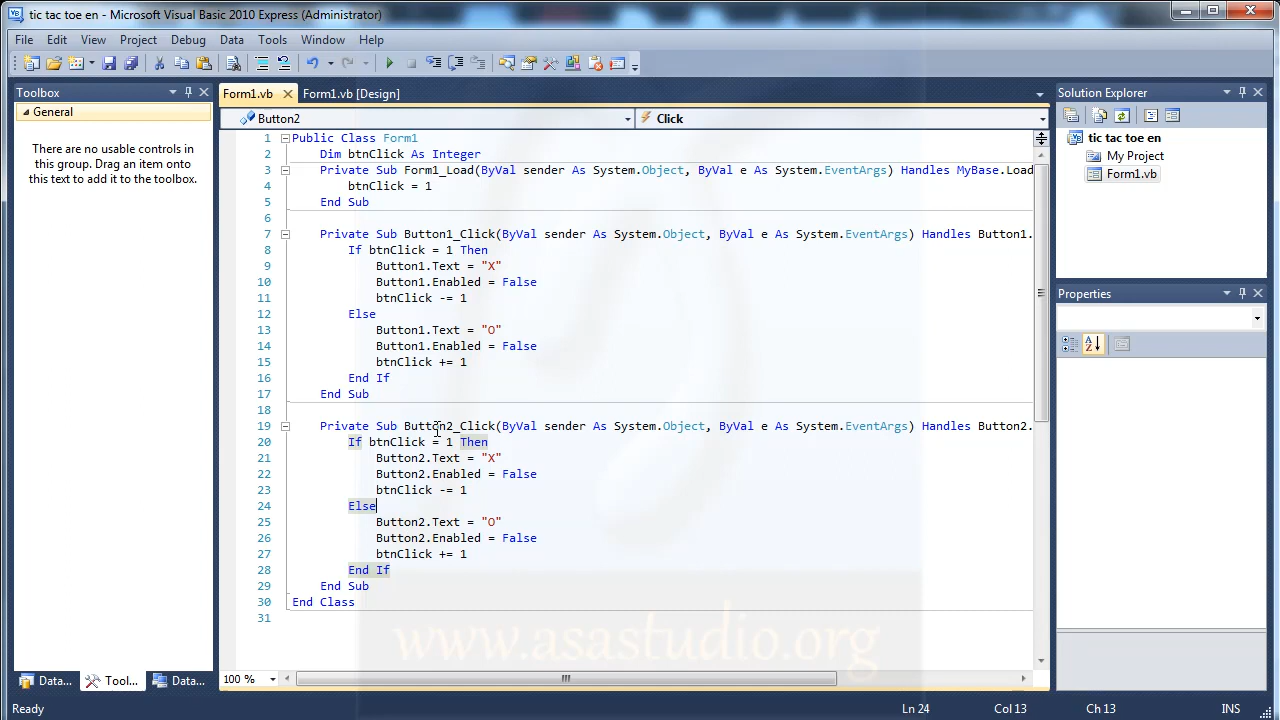 tic tac toe en - Microsoft Visual Basic 2010 Express (Administrator)
File Edit View Project Debug Data Tools Window Help
Toolbox
General
There are no usable controls in
this group. Drag an item onto
this text to add it to the toolbox.
Data... Tool... Data...
Form1.vb Form1.vb [Design]
Button2 Click
1 Public Class Form1
2 Dim btnClick As Integer
3 Private Sub Form1_Load(ByVal sender As System.Object, ByVal e As System.EventArgs) Handles MyBase.Load
4 btnClick = 1
5 End Sub
6
7 Private Sub Button1_Click(ByVal sender As System.Object, ByVal e As System.EventArgs) Handles Button1.
8 If btnClick = 1 Then
9 Button1.Text = "X"
10 Button1.Enabled = False
11 btnClick -= 1
12 Else
13 Button1.Text = "O"
14 Button1.Enabled = False
15 btnClick += 1
16 End If
17 End Sub
18
19 Private Sub Button2_Click(ByVal sender As System.Object, ByVal e As System.EventArgs) Handles Button2.
20 If btnClick = 1 Then
21 Button2.Text = "X"
22 Button2.Enabled = False
23 btnClick -= 1
24 Else
25 Button2.Text = "O"
26 Button2.Enabled = False
27 btnClick += 1
28 End If
29 End Sub
30 End Class
31
www.asastudio.org
100 %
Solution Explorer
tic tac toe en
My Project
Form1.vb
Properties
Ready Ln 24 Col 13 Ch 13 INS